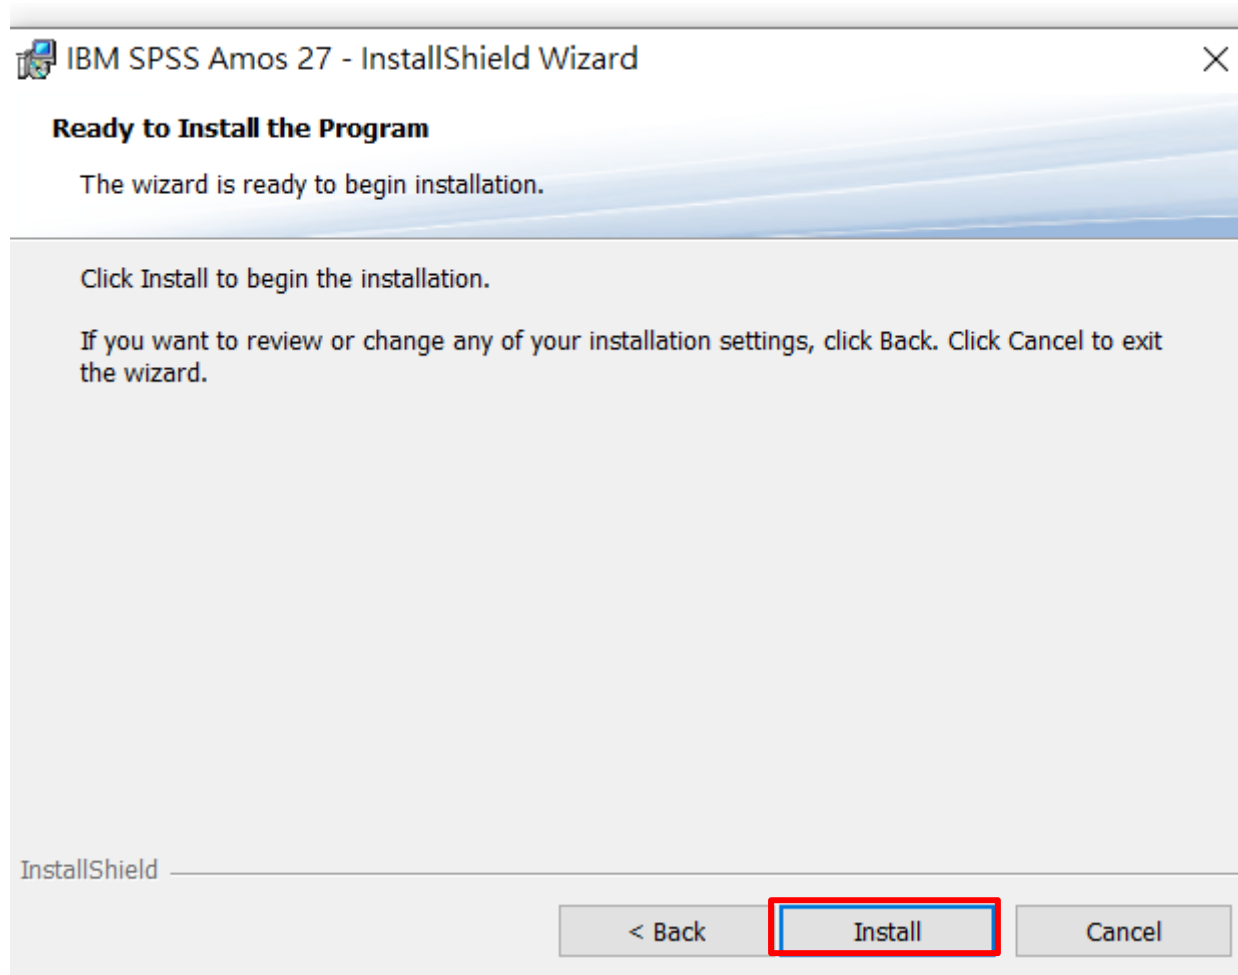 IBM SPSS Amos 27 - InstallShield Wizard
Ready to Install the Program
The wizard is ready to begin installation.
Click Install to begin the installation.
If you want to review or change any of your installation settings, click Back. Click Cancel to exit
the wizard.
InstallShield
< Back Install Cancel